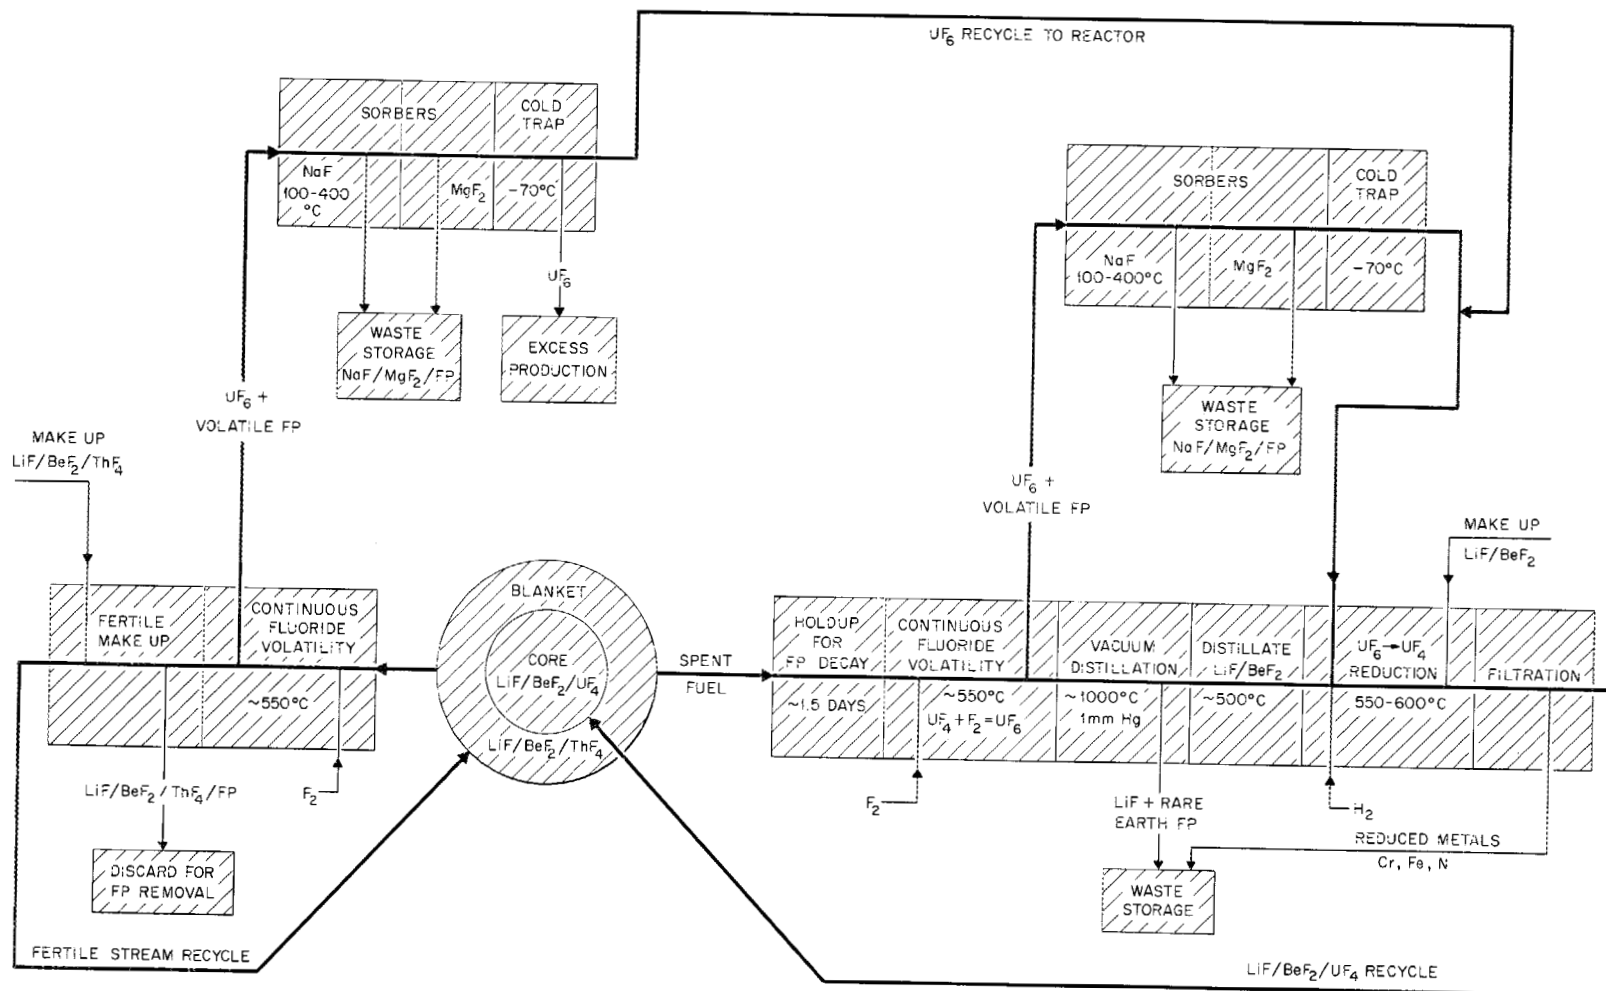 UF6 RECYCLE TO REACTOR
SORBERS
COLD
TRAP
NaF
100-400
°C
MgF2
-70°C
UF6
WASTE
STORAGE
NaF/MgF2/FP
EXCESS
PRODUCTION
SORBERS
COLD
TRAP
NaF
100-400°C
MgF2
-70°C
WASTE
STORAGE
NaF/MgF2/FP
UF6 +
VOLATILE FP
UF6 +
VOLATILE FP
MAKE UP
LiF/BeF2/ThF4
MAKE UP
LiF/BeF2
FERTILE
MAKE UP
CONTINUOUS
FLUORIDE
VOLATILITY
~550°C
F2
LiF/BeF2/ThF4/FP
DISCARD FOR
FP REMOVAL
FERTILE STREAM RECYCLE
BLANKET
CORE
LiF/BeF2/UF4
LiF/BeF2/ThF4
SPENT
FUEL
HOLDUP
FOR
FP DECAY
~1.5 DAYS
CONTINUOUS
FLUORIDE
VOLATILITY
~550°C
UF4+F2=UF6
F2
VACUUM
DISTILLATION
~1000°C
1mm Hg
DISTILLATE
LiF/BeF2
~500°C
UF6→UF4
REDUCTION
550-600°C
FILTRATION
H2
LiF + RARE
EARTH FP
REDUCED METALS
Cr, Fe, N
WASTE
STORAGE
LiF/BeF2/UF4 RECYCLE